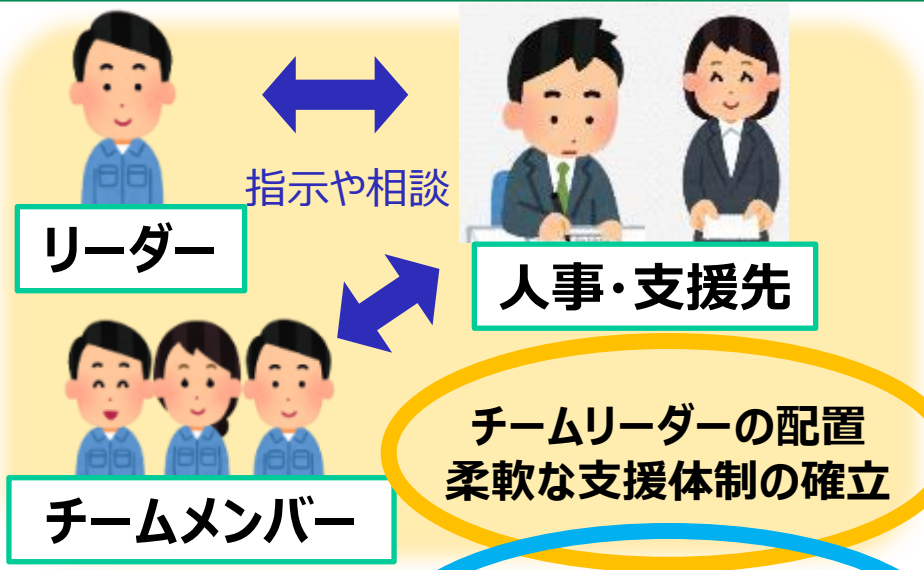 指示や相談
リーダー
人事・支援先
チームリーダーの配置
柔軟な支援体制の確立
チームメンバー